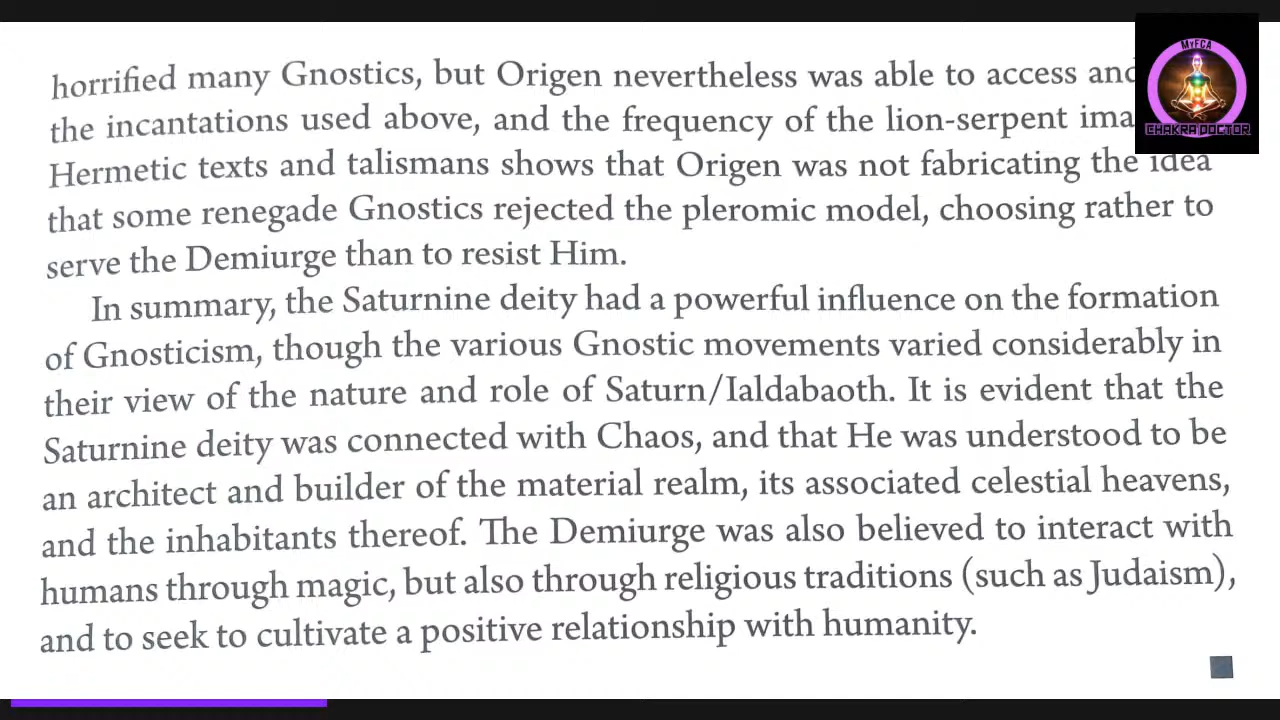 horrified many Gnostics, but Origen nevertheless was able to access and
the incantations used above, and the frequency of the lion-serpent
Hermetic texts and talismans shows that Origen was not fabricating the idea
that some renegade Gnostics rejected the pleromic model, choosing rather to
serve the Demiurge than to resist Him.
In summary, the Saturnine deity had a powerful influence on the formation
of Gnosticism, though the various Gnostic movements varied considerably in
their view of the nature and role of Saturn/Ialdabaoth. It is evident that the
Saturnine deity was connected with Chaos, and that He was understood to be
an architect and builder of the material realm, its associated celestial heavens,
and the inhabitants thereof. The Demiurge was also believed to interact with
humans through magic, but also through religious traditions (such as Judaism),
and to seek to cultivate a positive relationship with humanity.
MYFCA
CHAKRA DOCTOR